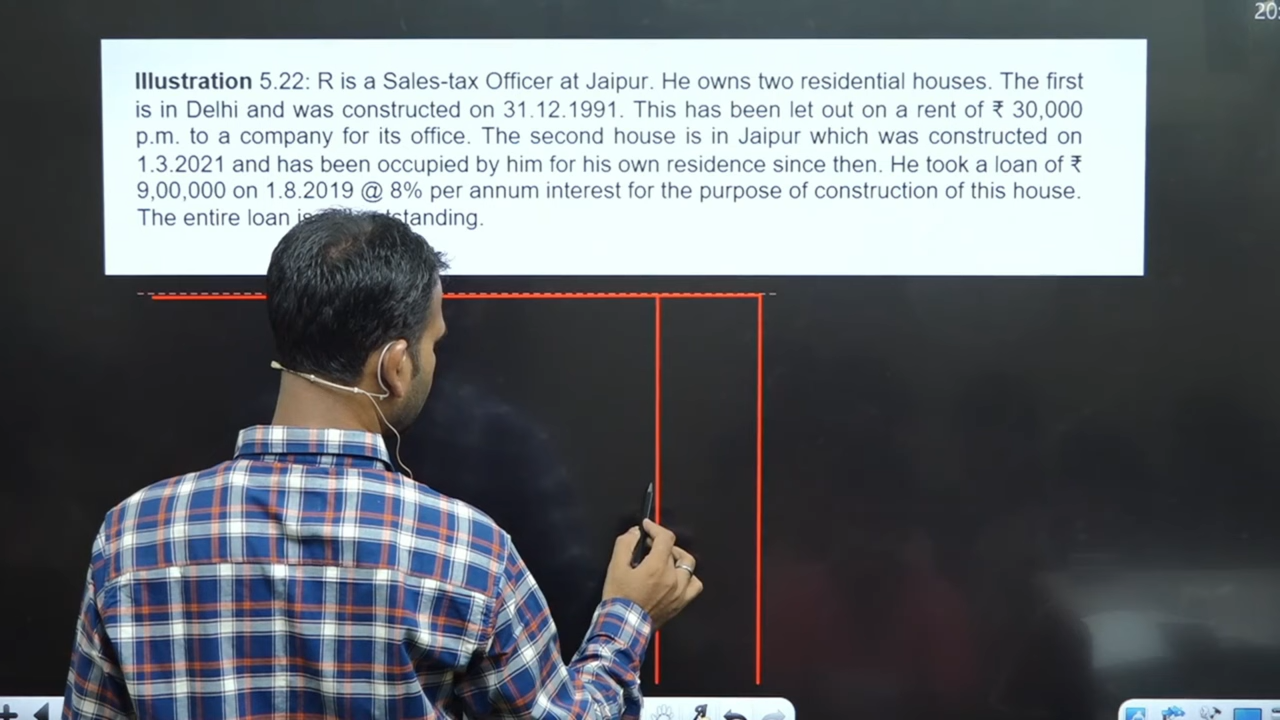 20:
Illustration 5.22: R is a Sales-tax Officer at Jaipur. He owns two residential houses. The first
is in Delhi and was constructed on 31.12.1991. This has been let out on a rent of ₹ 30,000
p.m. to a company for its office. The second house is in Jaipur which was constructed on
1.3.2021 and has been occupied by him for his own residence since then. He took a loan of ₹
9,00,000 on 1.8.2019 @ 8% per annum interest for the purpose of construction of this house.
The entire loan is standing.